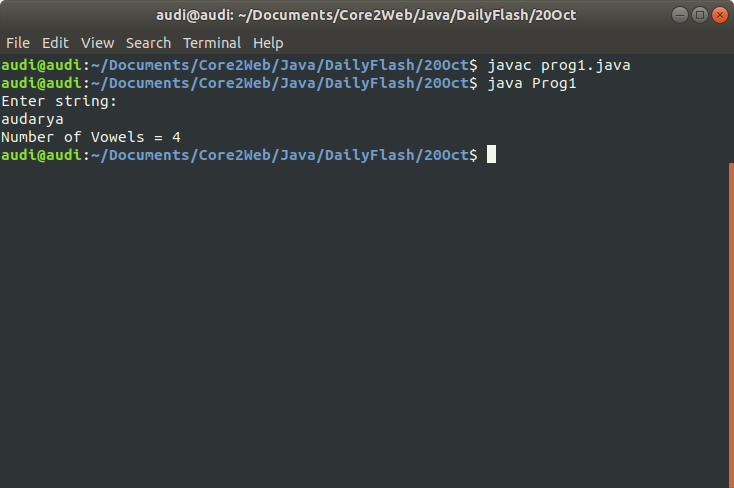 audi@audi: ~/Documents/Core2Web/Java/DailyFlash/20Oct
File Edit View Search Terminal Help
audi@audi:~/Documents/Core2Web/Java/DailyFlash/20Oct$ javac prog1.java
audi@audi:~/Documents/Core2Web/Java/DailyFlash/20Oct$ java Prog1
Enter string:
audarya
Number of Vowels = 4
audi@audi:~/Documents/Core2Web/Java/DailyFlash/20Oct$